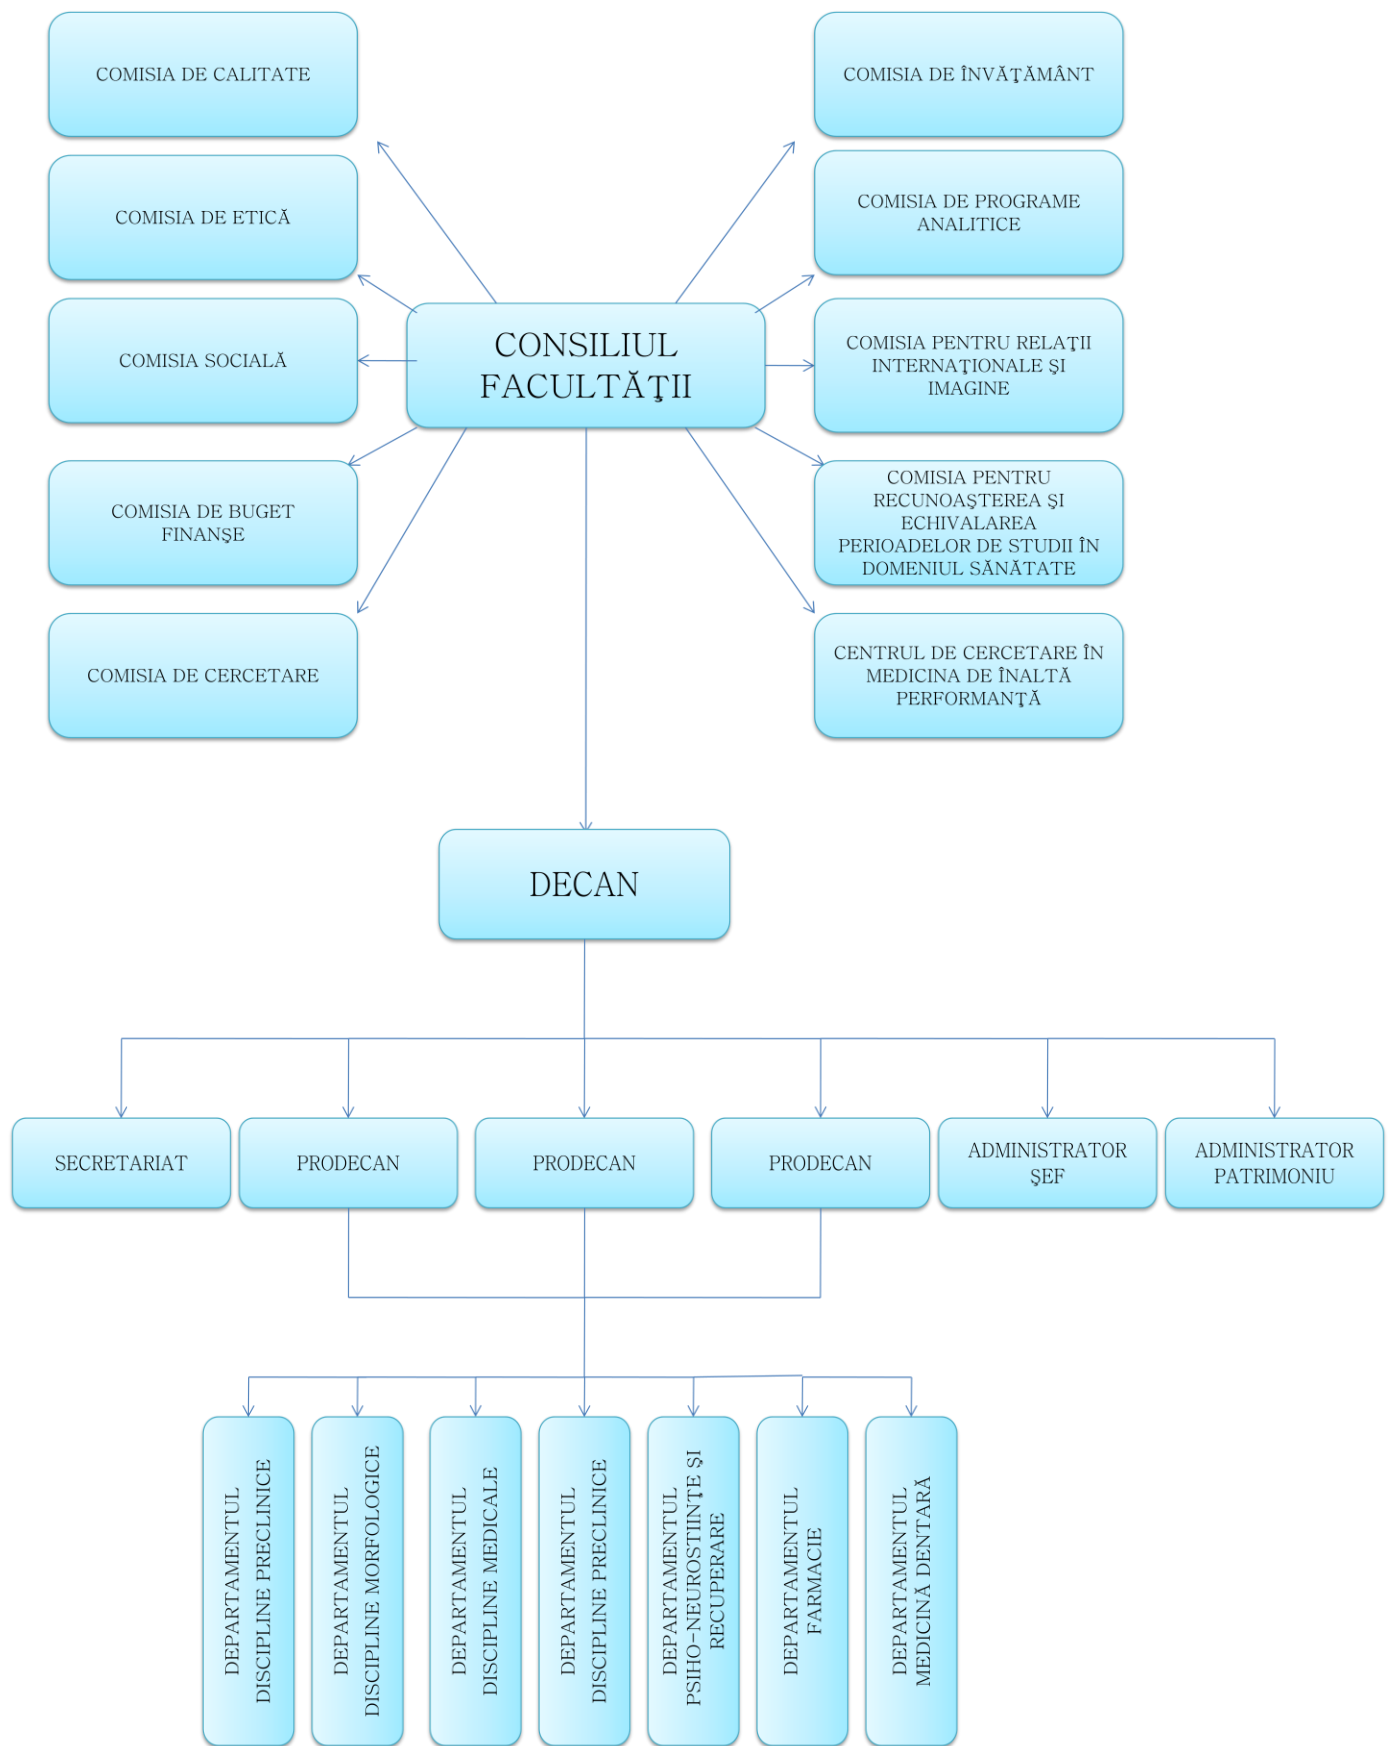 COMISIA DE CALITATE
COMISIA DE ÎNVĂŢĂMÂNT
COMISIA DE ETICĂ
COMISIA DE PROGRAME
ANALITICE
COMISIA SOCIALĂ
CONSILIUL
FACULTĂŢII
COMISIA PENTRU RELAŢII
INTERNAŢIONALE ŞI
IMAGINE
COMISIA DE BUGET
FINANŞE
COMISIA PENTRU
RECUNOAŞTEREA ŞI
ECHIVALAREA
PERIOADELOR DE STUDII ÎN
DOMENIUL SĂNĂTATE
COMISIA DE CERCETARE
CENTRUL DE CERCETARE ÎN
MEDICINA DE ÎNALTĂ
PERFORMANŢĂ
DECAN
SECRETARIAT
PRODECAN
PRODECAN
PRODECAN
ADMINISTRATOR
ŞEF
ADMINISTRATOR
PATRIMONIU
DEPARTAMENTUL
DISCIPLINE PRECLINICE
DEPARTAMENTUL
DISCIPLINE MORFOLOGICE
DEPARTAMENTUL
DISCIPLINE MEDICALE
DEPARTAMENTUL
DISCIPLINE PRECLINICE
DEPARTAMENTUL
PSIHO-NEUROSTIINŢE ŞI
RECUPERARE
DEPARTAMENTUL
FARMACIE
DEPARTAMENTUL
MEDICINĂ DENTARĂ